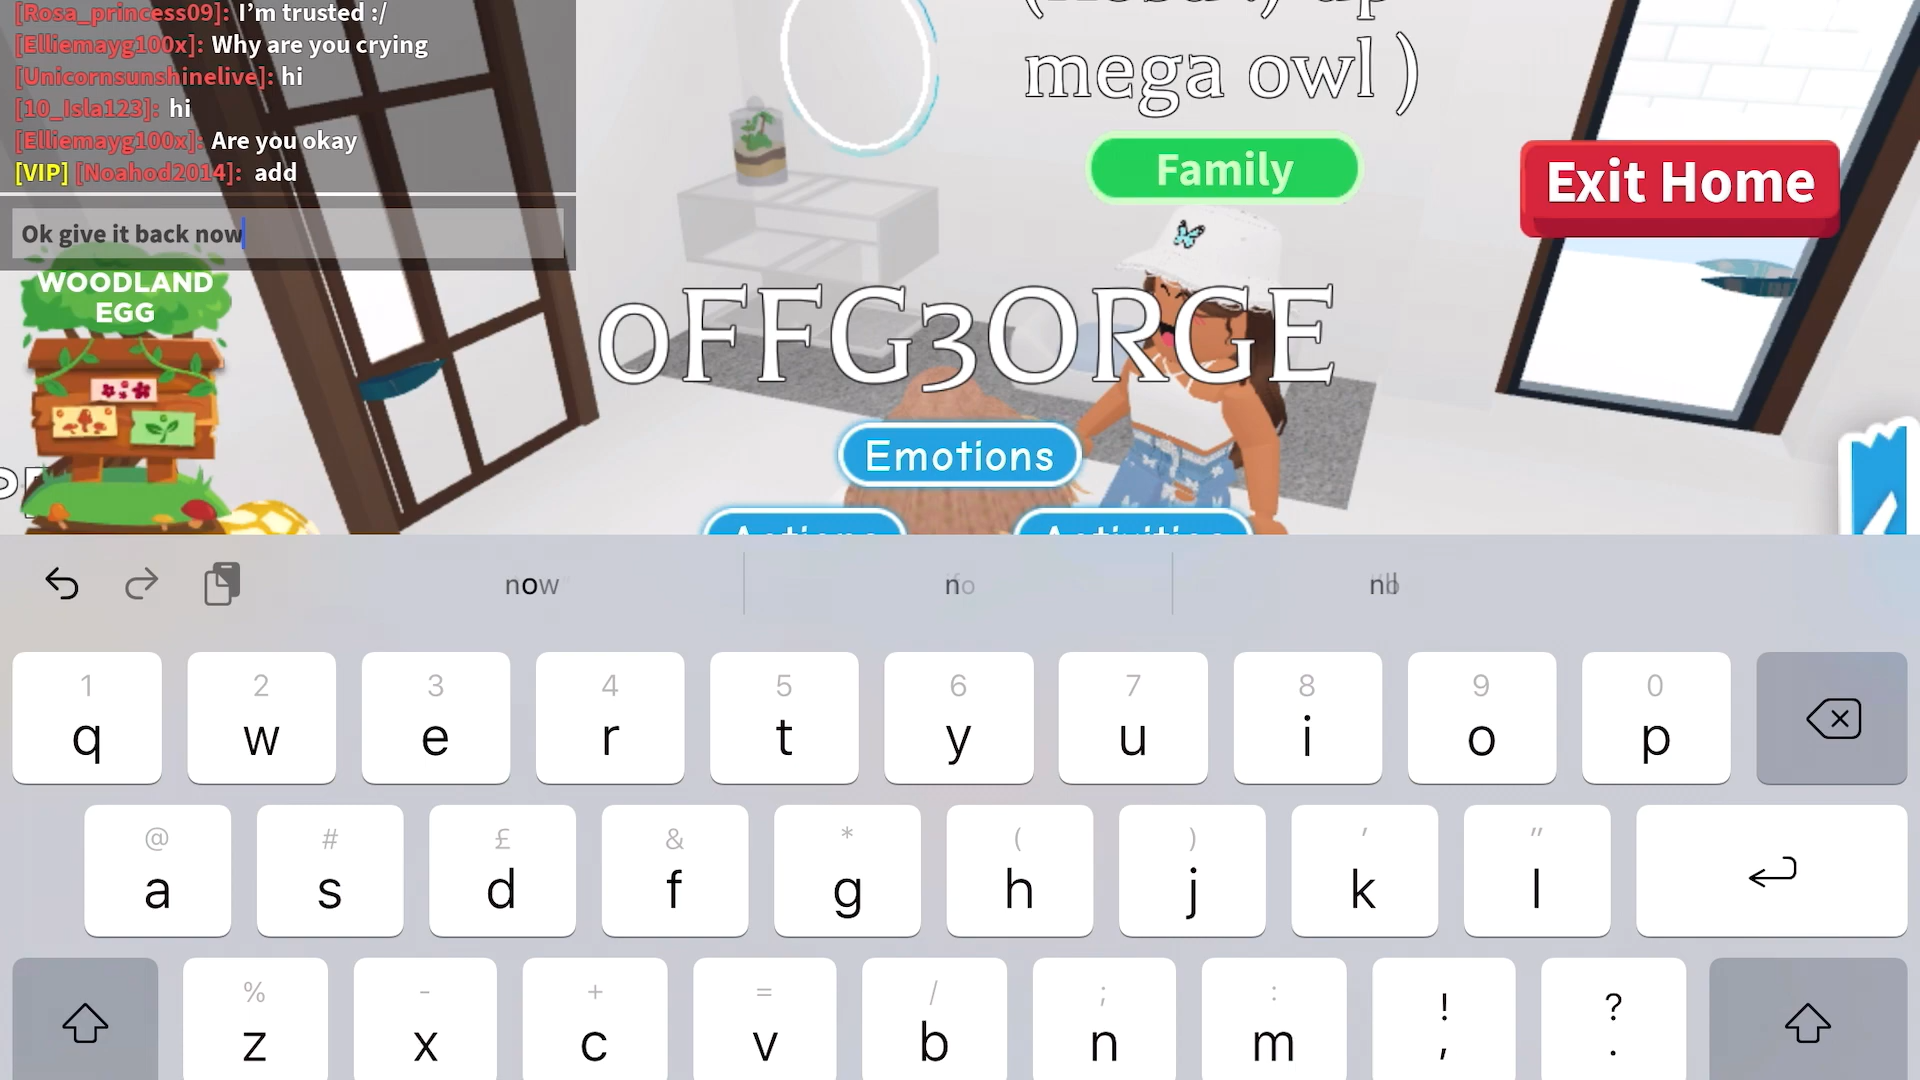 [Rosa_princess09]: I'm trusted :/
[Elliemayg100x]: Why are you crying
[Unicornsunshinelive]: hi
[10_Isla123]: hi
[Elliemayg100x]: Are you okay
[VIP] [Noahod2014]: add
Ok give it back now
mega owl )
Family
Exit Home
WOODLAND
EGG
0FFG3ORGE
Emotions
Actions
Activities
now
1 2 3 4 5 6 7 8 9 0
q w e r t y u i o p
@ # £ & * ( ) ' "
a s d f g h j k l
% - + = / ; : ! ?
z x c v b n m , .